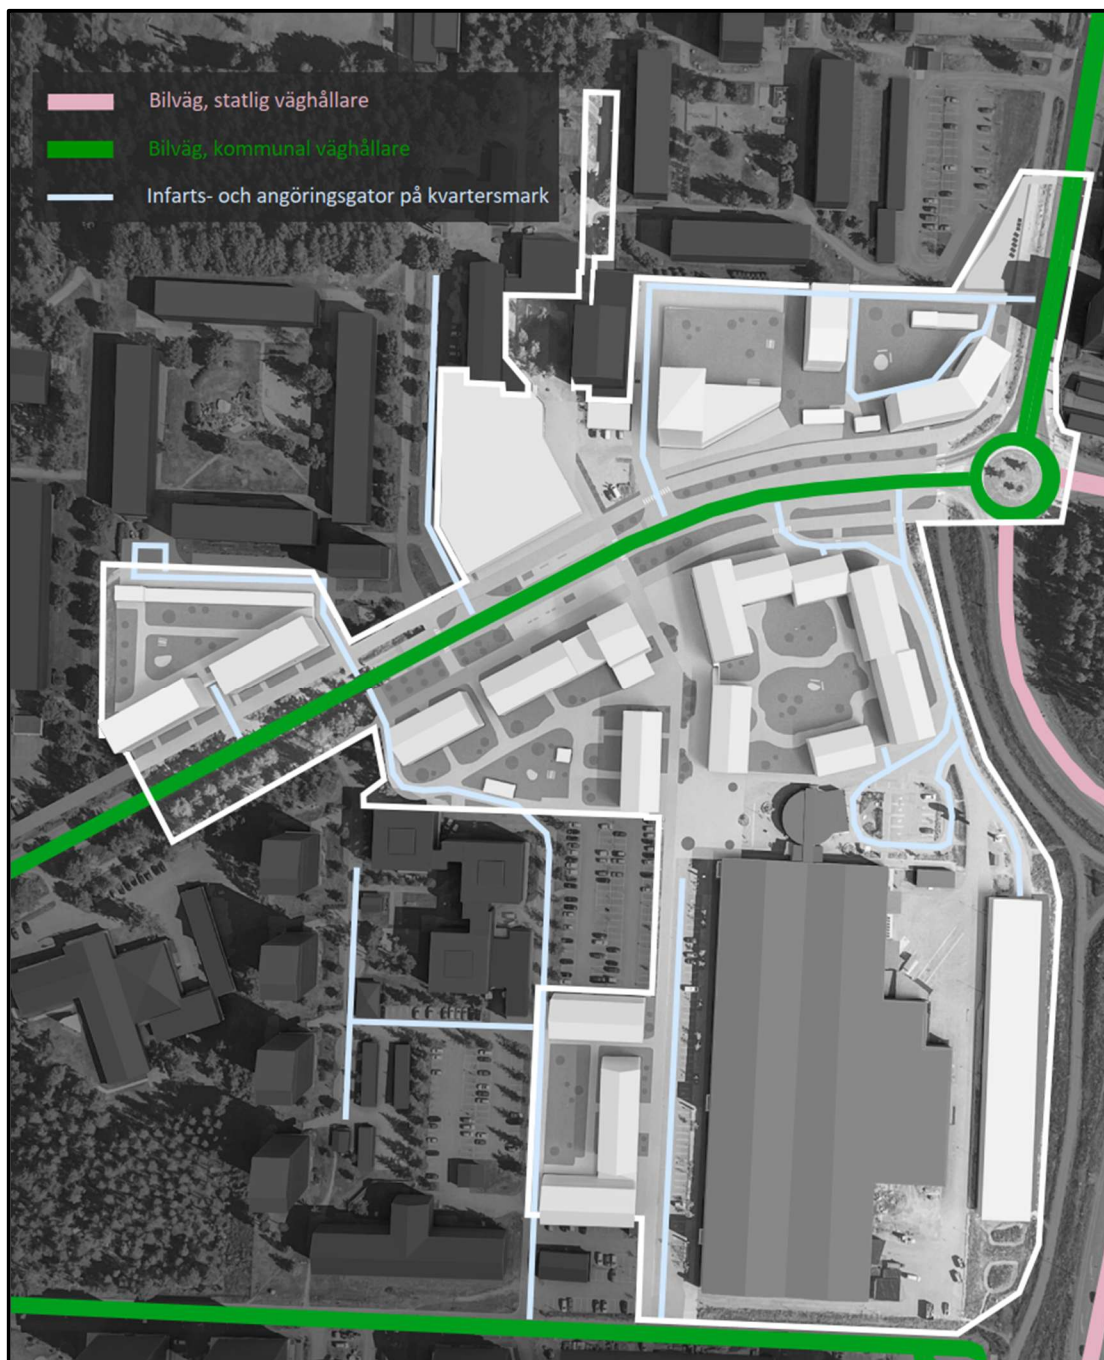 Bilväg, statlig väghållare
Bilväg, kommunal väghållare
Infarts- och angöringsgator på kvartersmark